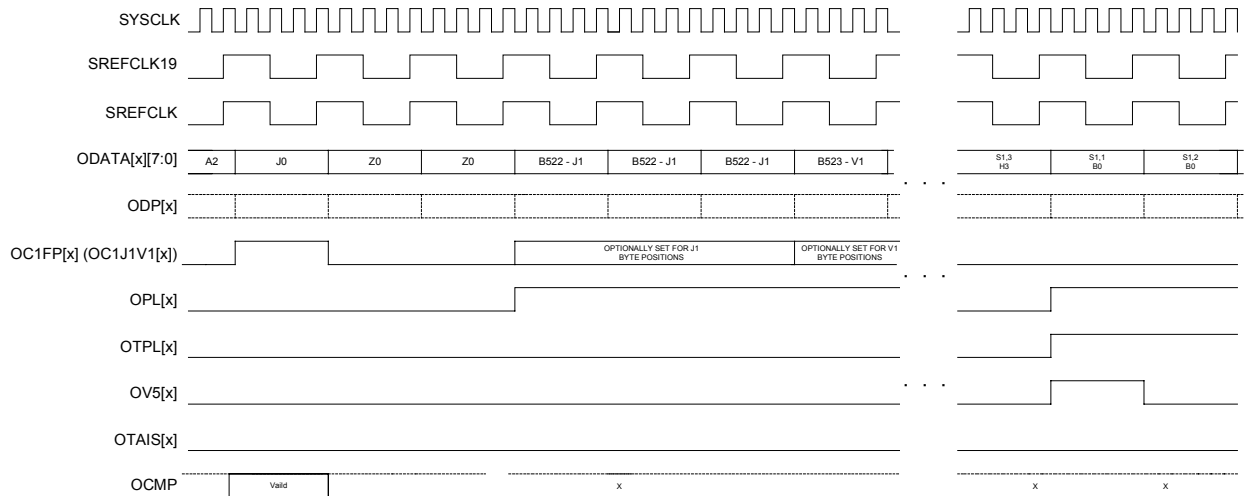 SYSCLK
SREFCLK19
SREFCLK
ODATA[x][7:0] A2 J0 Z0 Z0 B522 - J1 B522 - J1 B522 - J1 B523 - V1 S1,3 S1,1 S1,2
H3 B0 B0
. . .
ODP[x]
OC1FP[x] (OC1J1V1[x]) OPTIONALLY SET FOR J1 OPTIONALLY SET FOR V1
BYTE POSITIONS BYTE POSITIONS
. . .
OPL[x]
OTPL[x]
OV5[x] . . .
OTAIS[x]
OCMP Vaild X X X